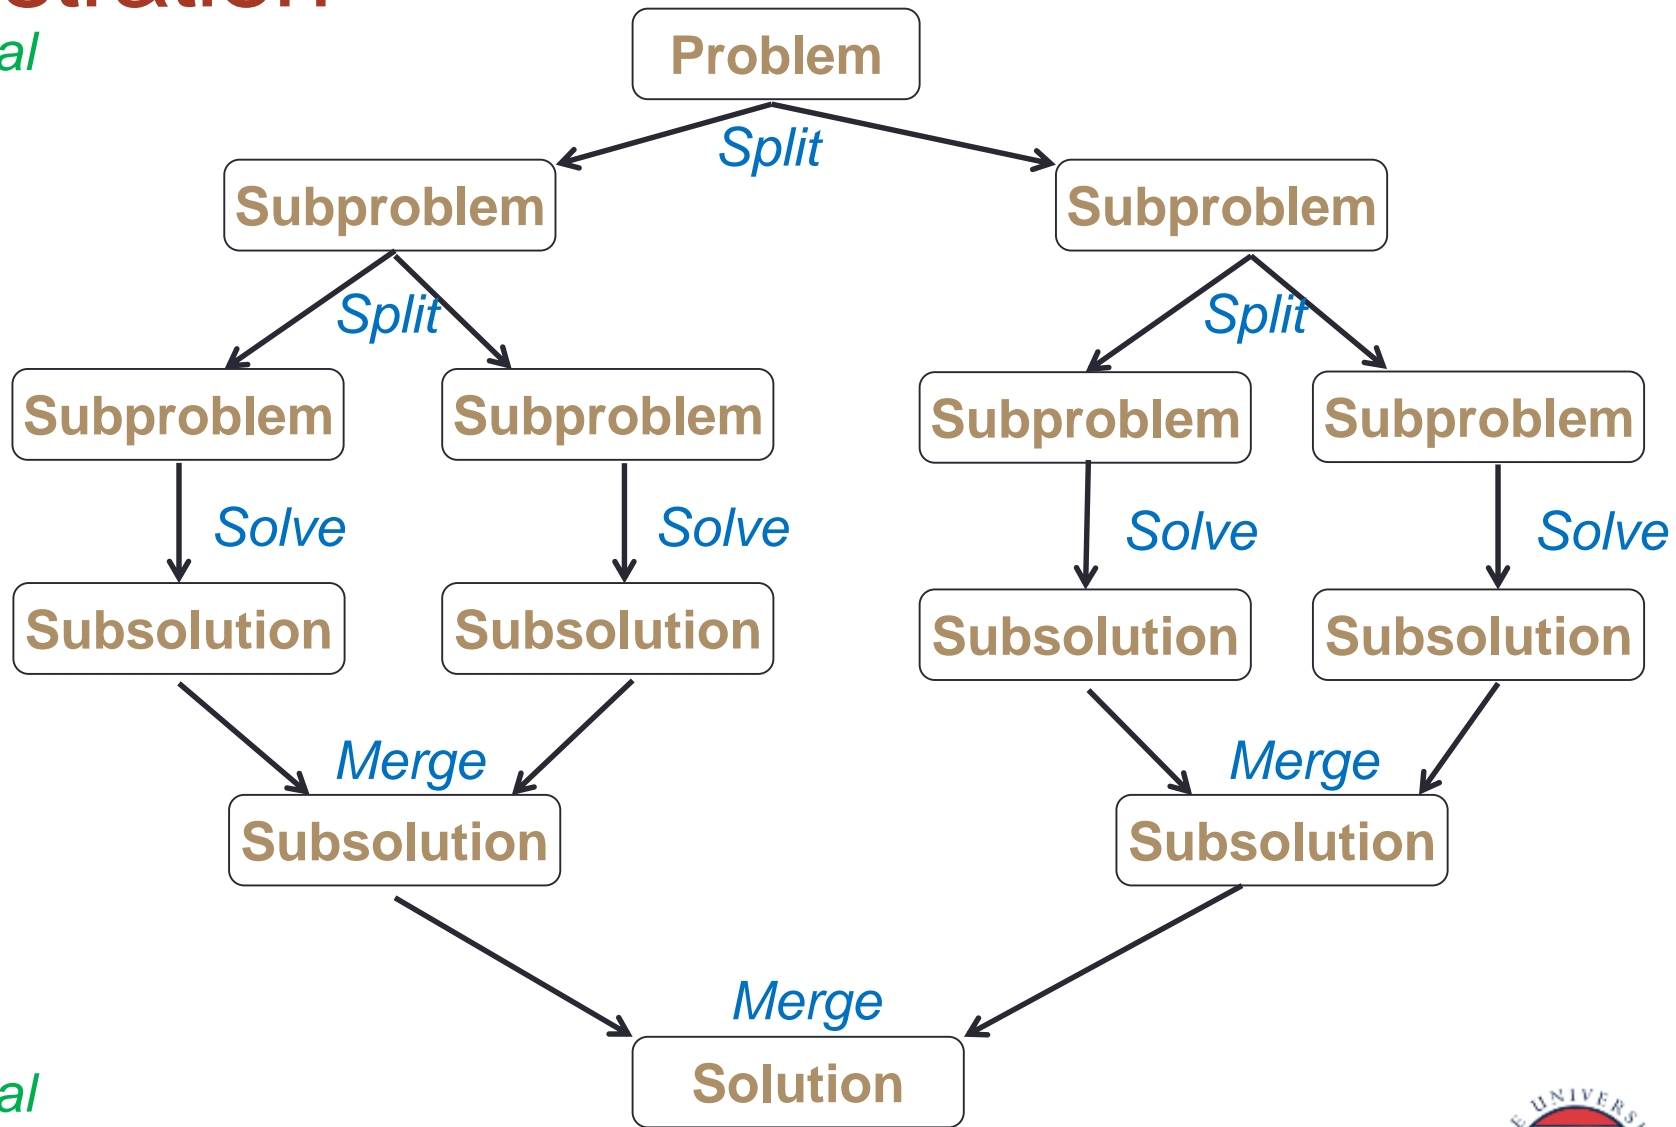 Problem
Split
Subproblem Subproblem
Split Split
Subproblem Subproblem Subproblem Subproblem
Solve Solve Solve Solve
Subsolution Subsolution Subsolution Subsolution
Merge Merge
Subsolution Subsolution
Merge
Solution